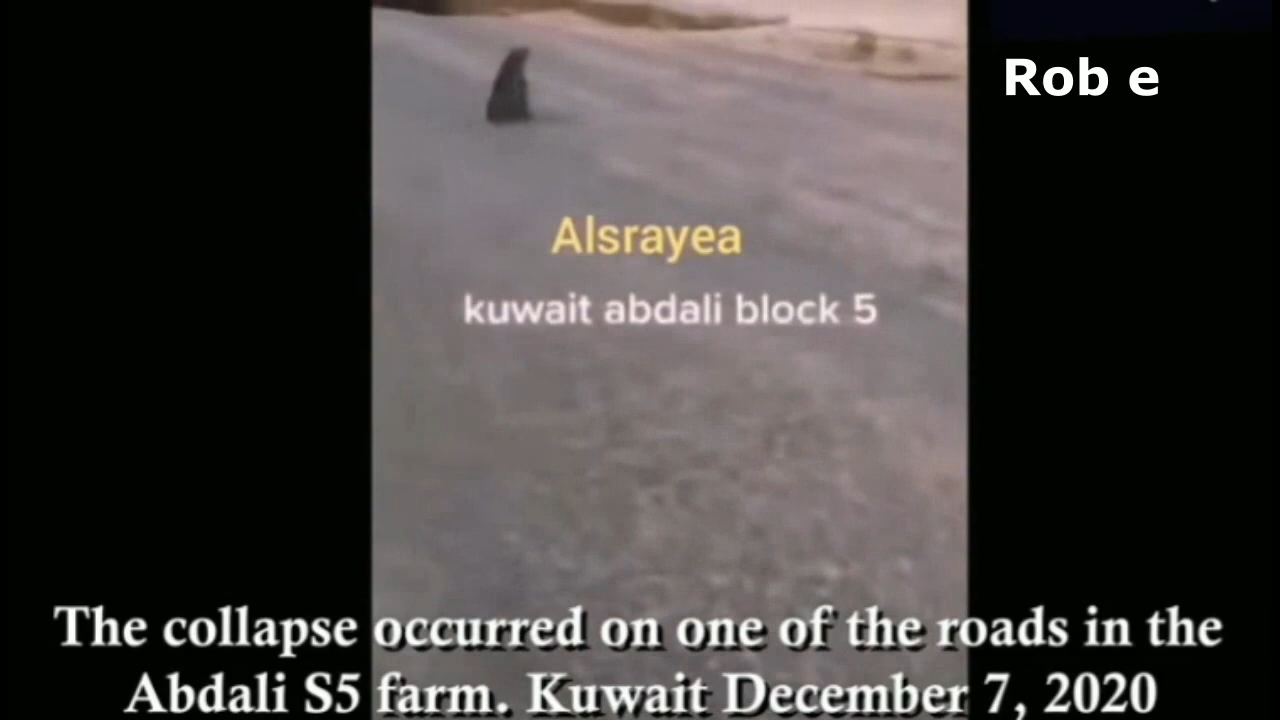 Rob e
Alsrayea
kuwait abdali block 5
The collapse occurred on one of the roads in the
Abdali S5 farm. Kuwait December 7, 2020